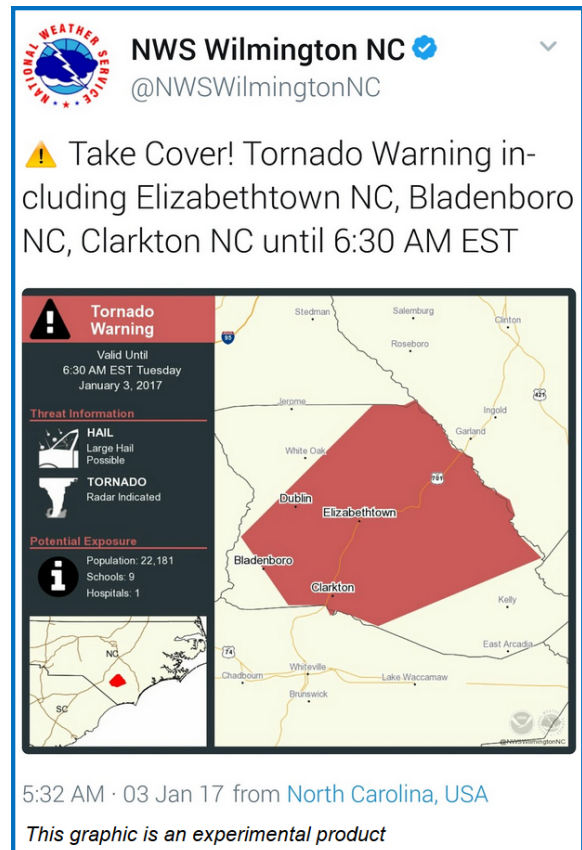 NATIONAL WEATHER SERVICE
NWS Wilmington NC
@NWSWilmingtonNC
Take Cover! Tornado Warning in-
cluding Elizabethtown NC, Bladenboro
NC, Clarkton NC until 6:30 AM EST
Tornado
Warning
Valid Until
6:30 AM EST Tuesday
January 3, 2017
Threat Information
HAIL
Large Hail
Possible
TORNADO
Radar Indicated
Potential Exposure
Population: 22,181
Schools: 9
Hospitals: 1
NC
SC
Stedman
Salemburg
Clinton
95
Roseboro
421
Jerome
Ingold
Garland
White Oak
701
Dublin
Elizabethtown
Bladenboro
Clarkton
Kelly
East Arcadia
74
Whiteville
Chadbourn
Lake Waccamaw
Brunswick
@NWSWilmingtonNC
5:32 AM · 03 Jan 17 from North Carolina, USA
This graphic is an experimental product